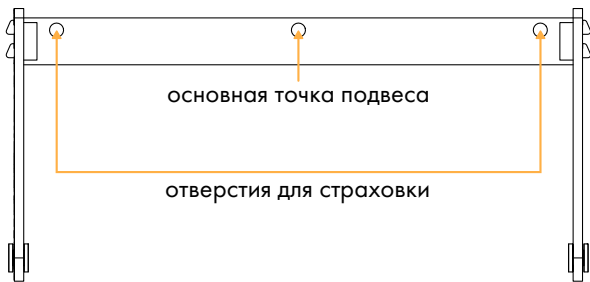 основная точка подвеса
отверстия для страховки